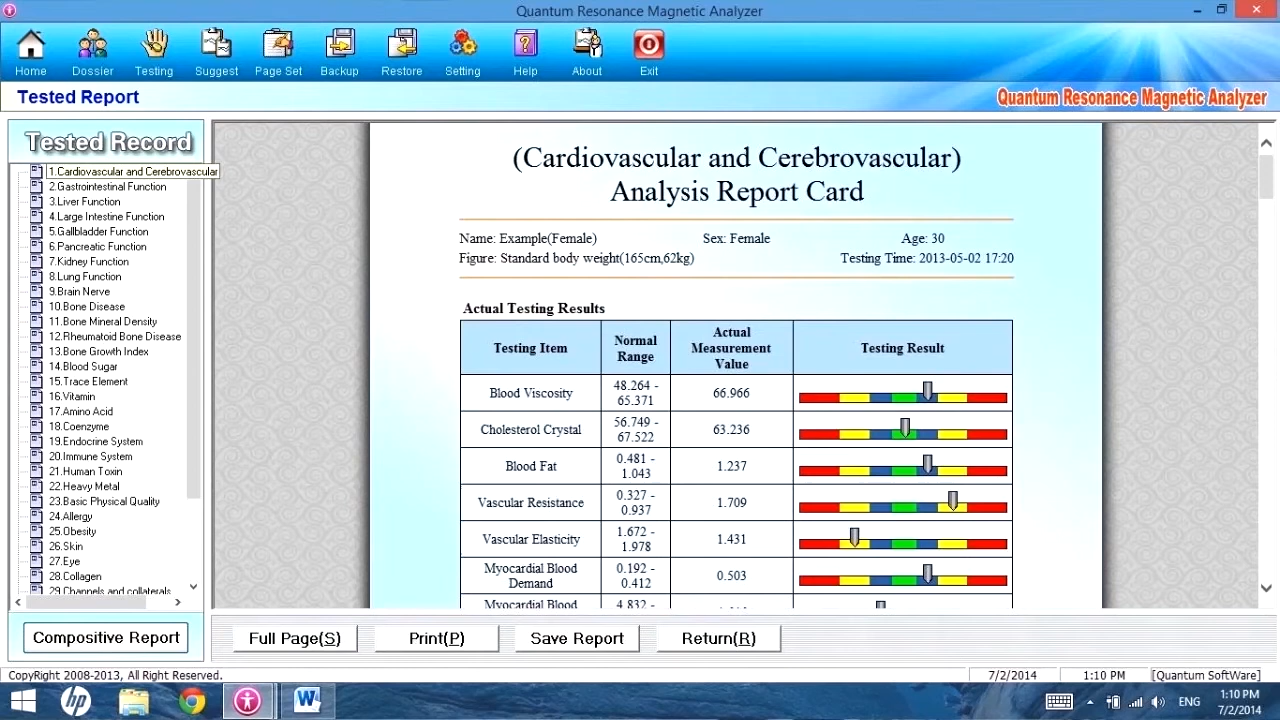 Quantum Resonance Magnetic Analyzer
Home Dossier Testing Suggest Page Set Backup Restore Setting Help About Exit
Tested Report
Quantum Resonance Magnetic Analyzer
Tested Record
1.Cardiovascular and Cerebrovascular
2.Gastrointestinal Function
3.Liver Function
4.Large Intestine Function
5.Gallbladder Function
6.Pancreatic Function
7.Kidney Function
8.Lung Function
9.Brain Nerve
10.Bone Disease
11.Bone Mineral Density
12.Rheumatoid Bone Disease
13.Bone Growth Index
14.Blood Sugar
15.Trace Element
16.Vitamin
17.Amino Acid
18.Coenzyme
19.Endocrine System
20.Immune System
21.Human Toxin
22.Heavy Metal
23.Basic Physical Quality
24.Allergy
25.Obesity
26.Skin
27.Eye
28.Collagen
29.Channels and collaterals
Compositive Report
(Cardiovascular and Cerebrovascular)
Analysis Report Card
Name: Example(Female) Sex: Female Age: 30
Figure: Standard body weight(165cm,62kg) Testing Time: 2013-05-02 17:20
Actual Testing Results
Testing Item Normal Range Actual Measurement Value Testing Result
Blood Viscosity 48.264 - 65.371 66.966
Cholesterol Crystal 56.749 - 67.522 63.236
Blood Fat 0.481 - 1.043 1.237
Vascular Resistance 0.327 - 0.937 1.709
Vascular Elasticity 1.672 - 1.978 1.431
Myocardial Blood Demand 0.192 - 0.412 0.503
Myocardial Blood 4.832 -
Full Page(S) Print(P) Save Report Return(R)
CopyRight 2008-2013, All Right Reserved. 7/2/2014 1:10 PM [Quantum SoftWare]
ENG
1:10 PM
7/2/2014